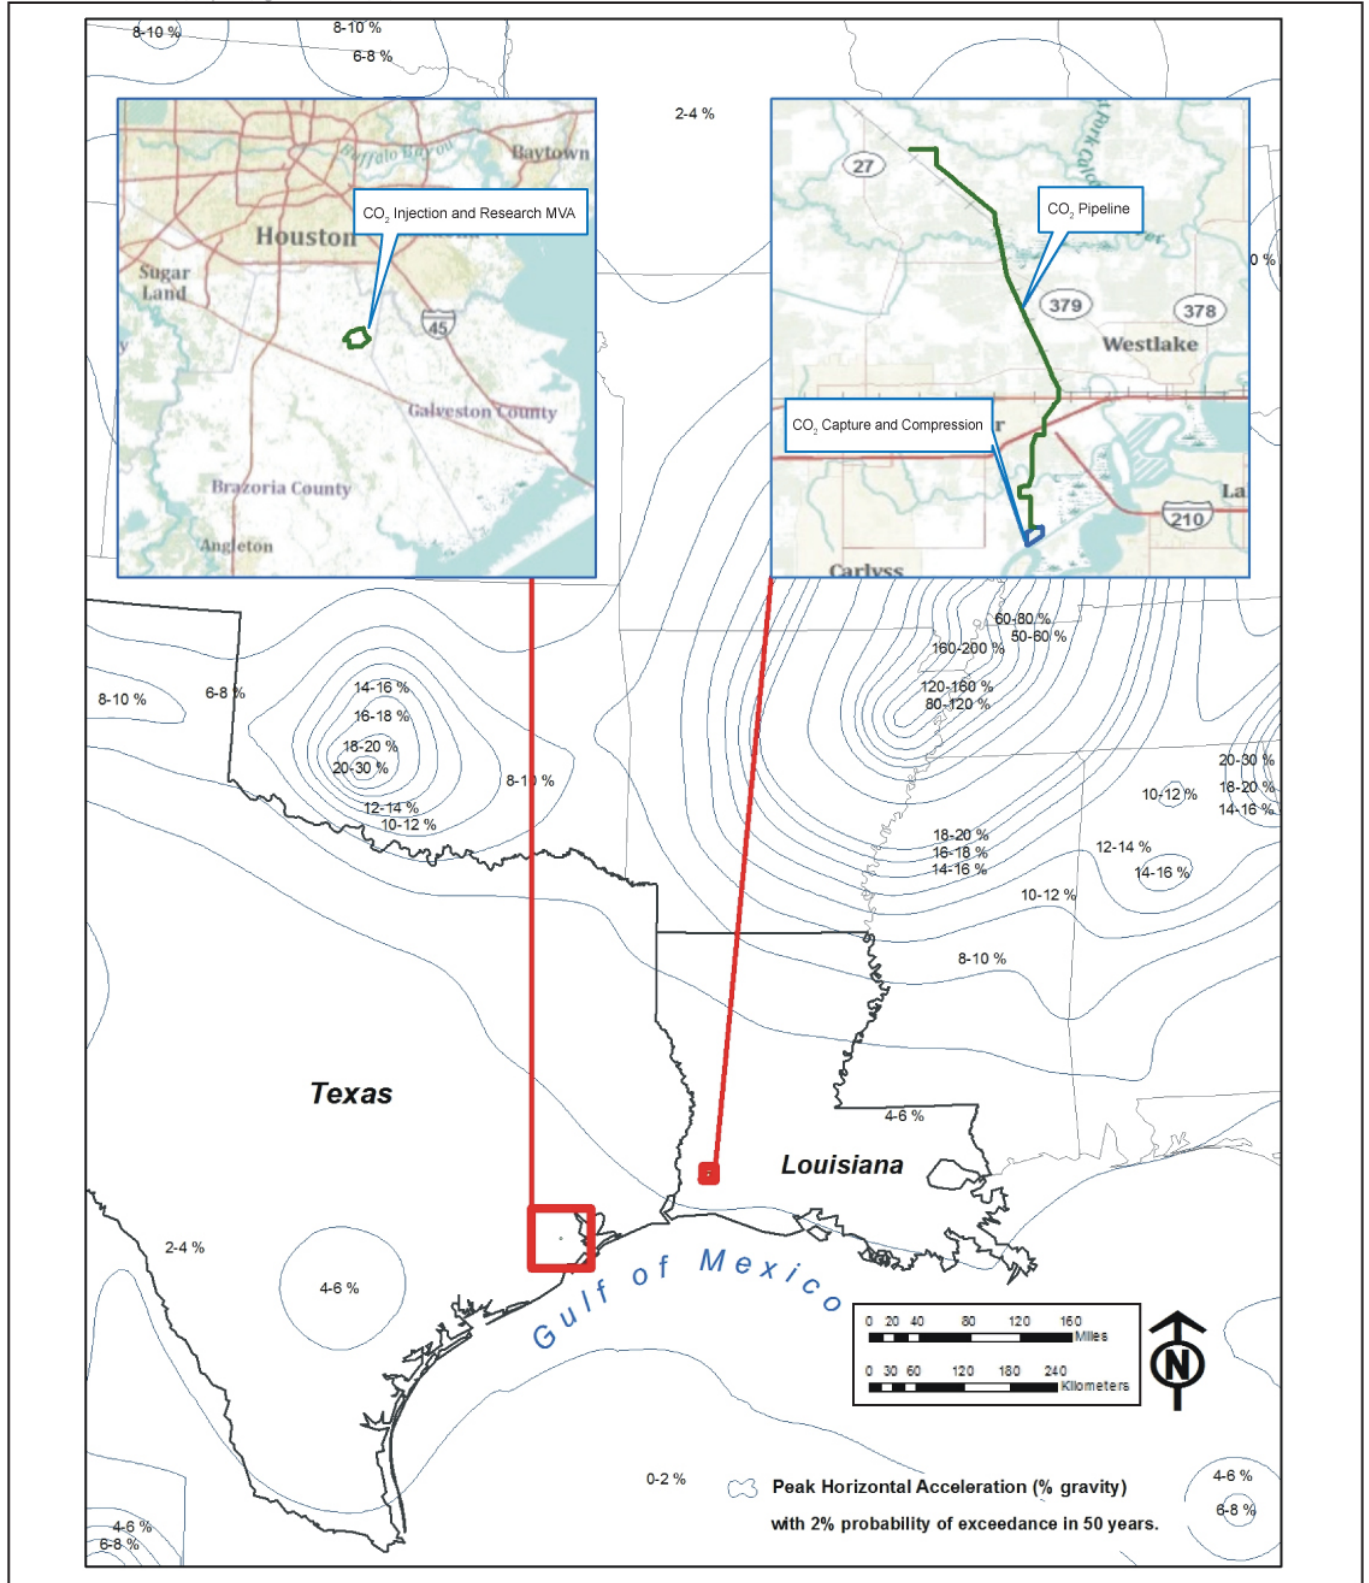 8-10 %
8-10 %
6-8 %
2-4 %
Buffalo Bayou
Baytown
CO2 Injection and Research MVA
Houston
Sugar
Land
45
Galveston County
Brazoria County
Angleton
27
CO2 Pipeline
379
378
Westlake
CO2 Capture and Compression
210
Carlyss
0 %
60-80 %
50-60 %
160-200 %
120-160 %
80-120 %
8-10 %
6-8 %
14-16 %
16-18 %
18-20 %
20-30 %
12-14 %
10-12 %
8-10 %
20-30 %
18-20 %
14-16 %
10-12 %
18-20 %
16-18 %
14-16 %
12-14 %
14-16 %
10-12 %
8-10 %
Texas
4-6 %
Louisiana
2-4 %
4-6 %
Gulf of Mexico
0 20 40 80 120 160
Miles
0 30 60 120 180 240
Kilometers
N
0-2 %
Peak Horizontal Acceleration (% gravity)
with 2% probability of exceedance in 50 years.
4-6 %
6-8 %
4-6 %
6-8 %